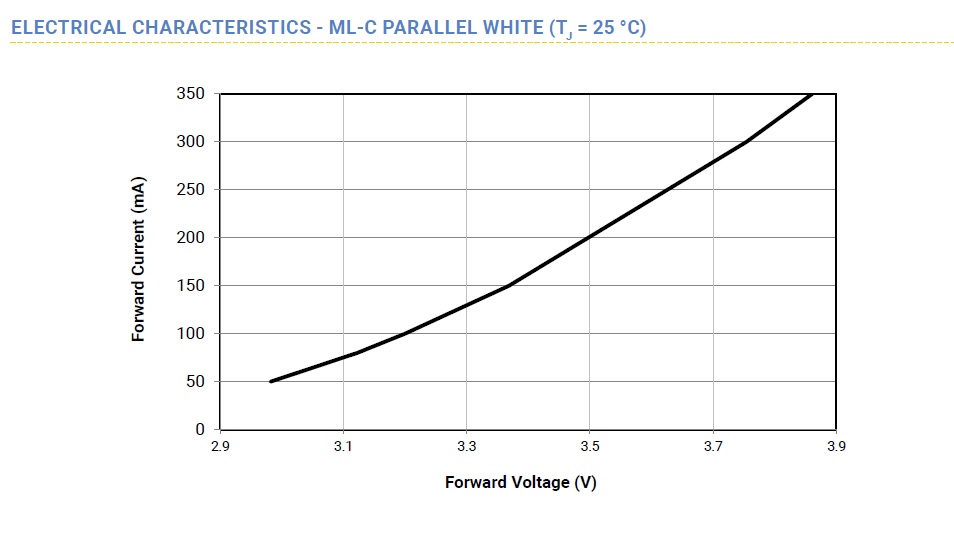 ELECTRICAL CHARACTERISTICS - ML-C PARALLEL WHITE (TJ = 25 °C)
350
300
250
200
150
100
50
0
Forward Current (mA)
2.9 3.1 3.3 3.5 3.7 3.9
Forward Voltage (V)